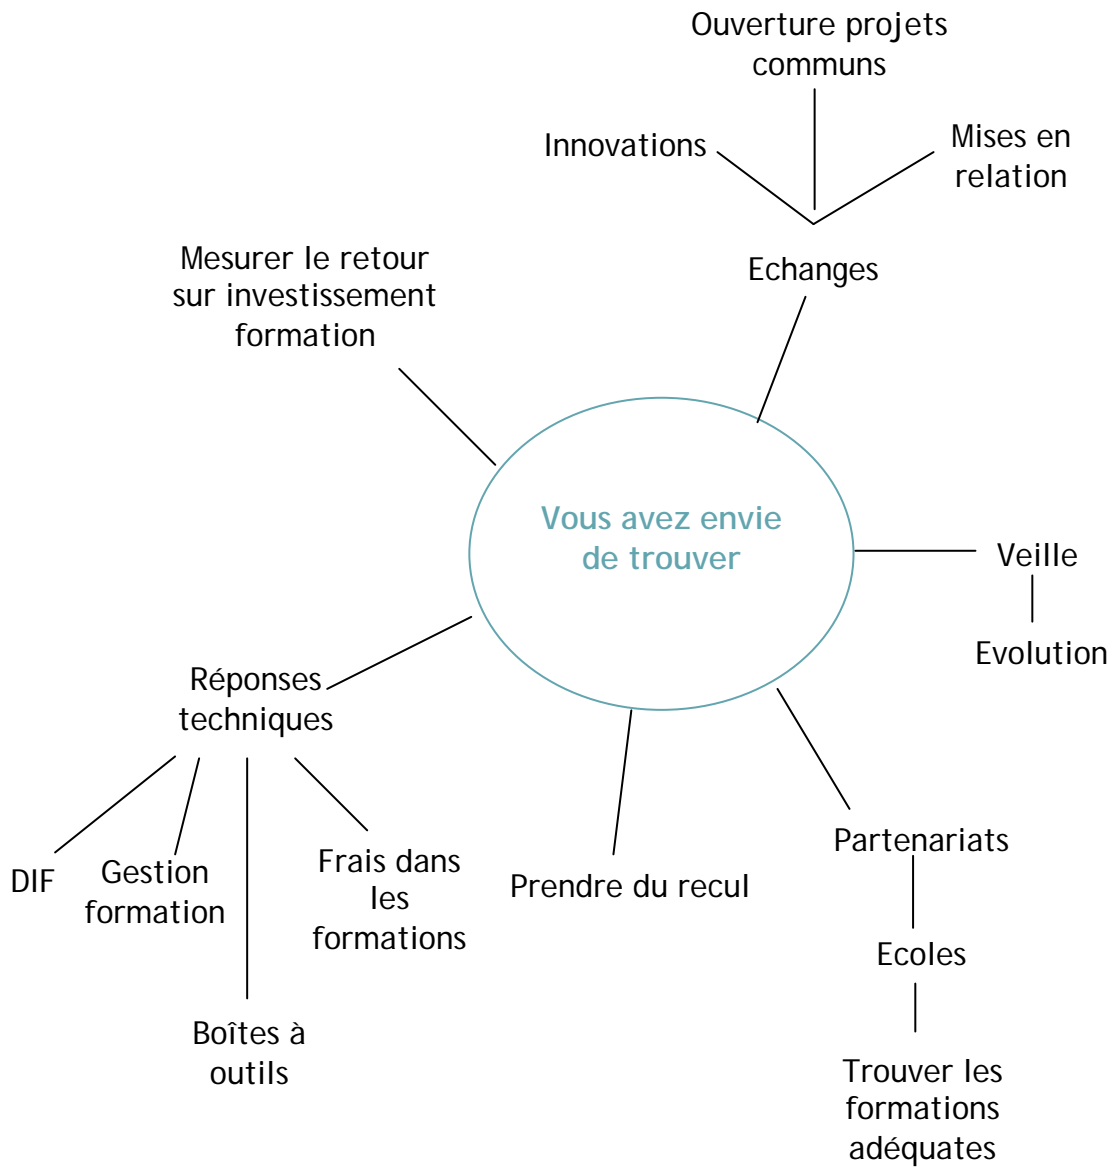 Ouverture projets
communs
Innovations
Mises en
relation
Echanges
Mesurer le retour
sur investissement
formation
Vous avez envie
de trouver
Veille
Evolution
Réponses
techniques
DIF
Gestion
formation
Frais dans
les
formations
Boîtes à
outils
Prendre du recul
Partenariats
Ecoles
Trouver les
formations
adéquates